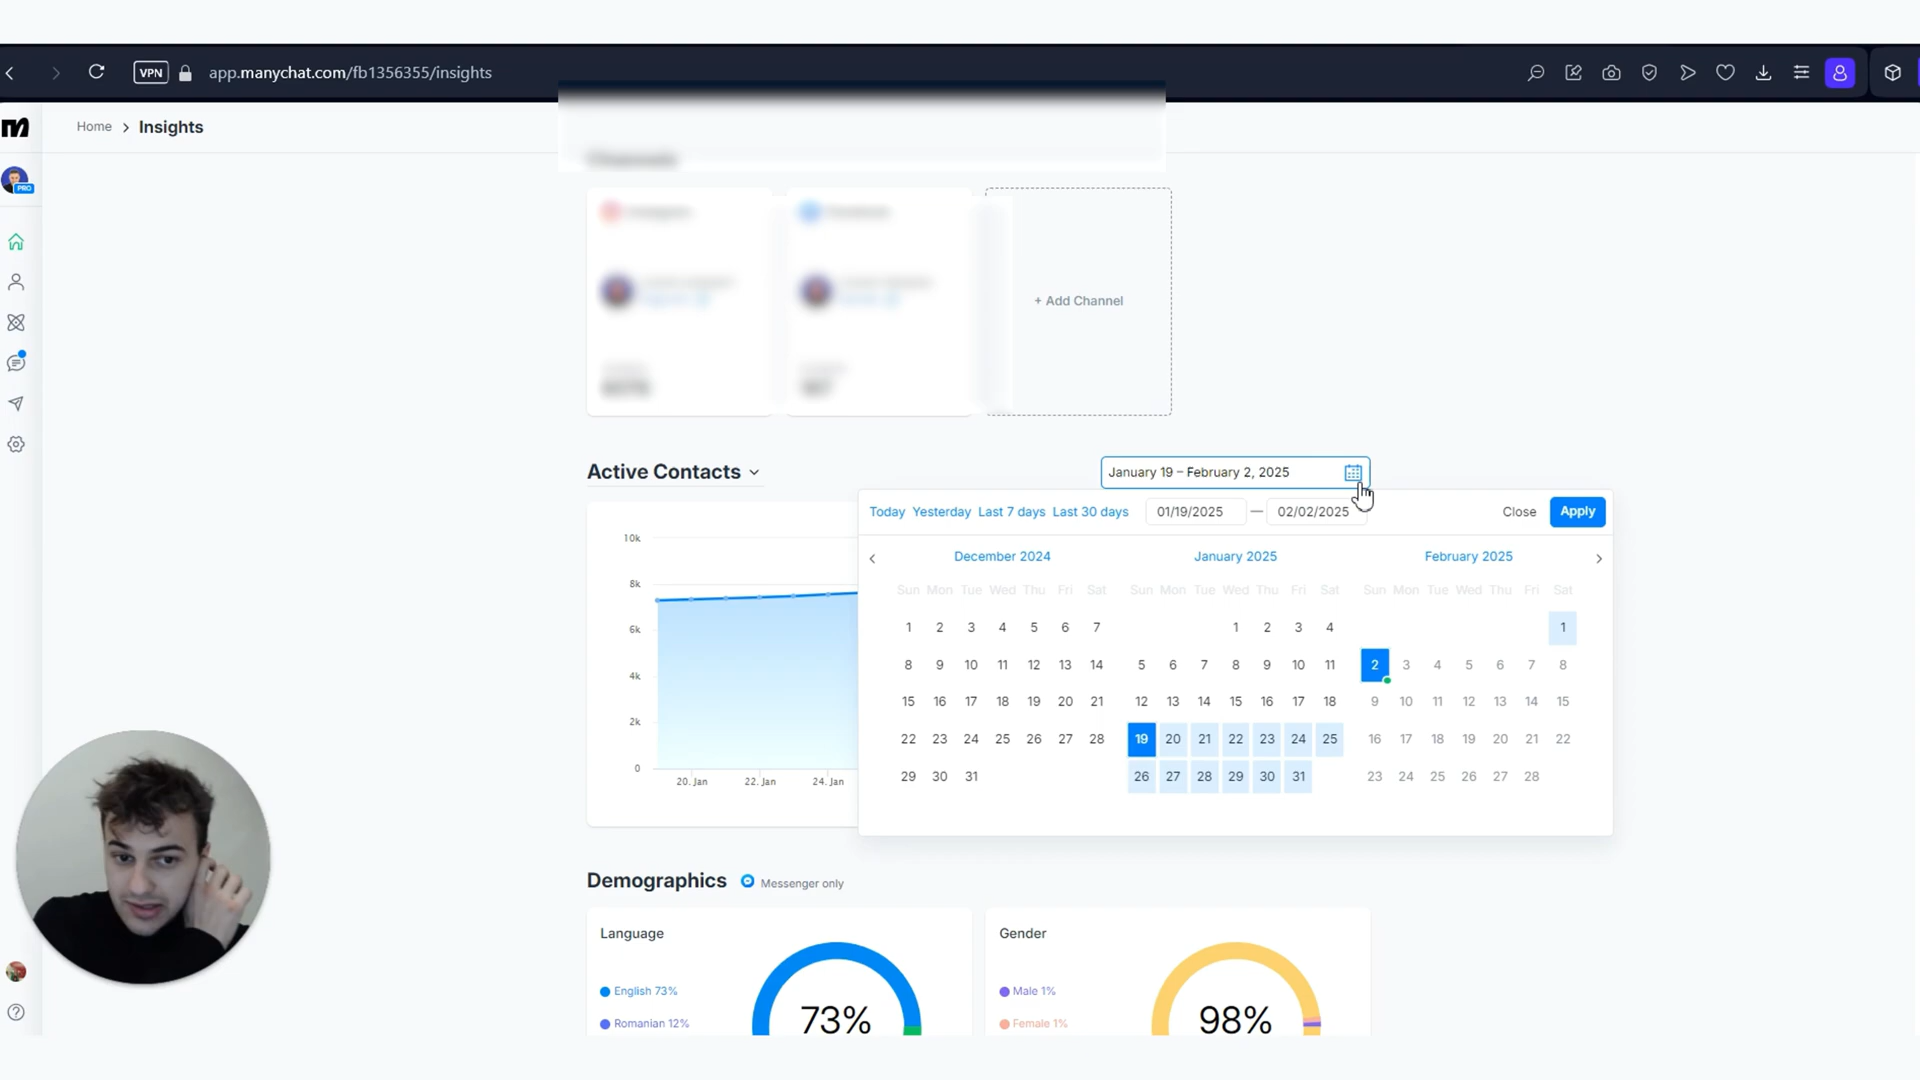 VPN
app.manychat.com/fb1356355/insights
Home > Insights
PRO
+ Add Channel
Active Contacts
January 19 – February 2, 2025
Today Yesterday Last 7 days Last 30 days 01/19/2025 — 02/02/2025 Close Apply
December 2024 January 2025 February 2025
Sun Mon Tue Wed Thu Fri Sat Sun Mon Tue Wed Thu Fri Sat Sun Mon Tue Wed Thu Fri Sat
1 2 3 4 5 6 7 1 2 3 4 1
8 9 10 11 12 13 14 5 6 7 8 9 10 11 2 3 4 5 6 7 8
15 16 17 18 19 20 21 12 13 14 15 16 17 18 9 10 11 12 13 14 15
22 23 24 25 26 27 28 19 20 21 22 23 24 25 16 17 18 19 20 21 22
29 30 31 26 27 28 29 30 31 23 24 25 26 27 28
10k
8k
6k
4k
2k
0
20. Jan 22. Jan 24. Jan
Demographics Messenger only
Language
English 73%
Romanian 12%
73%
Gender
Male 1%
Female 1%
98%